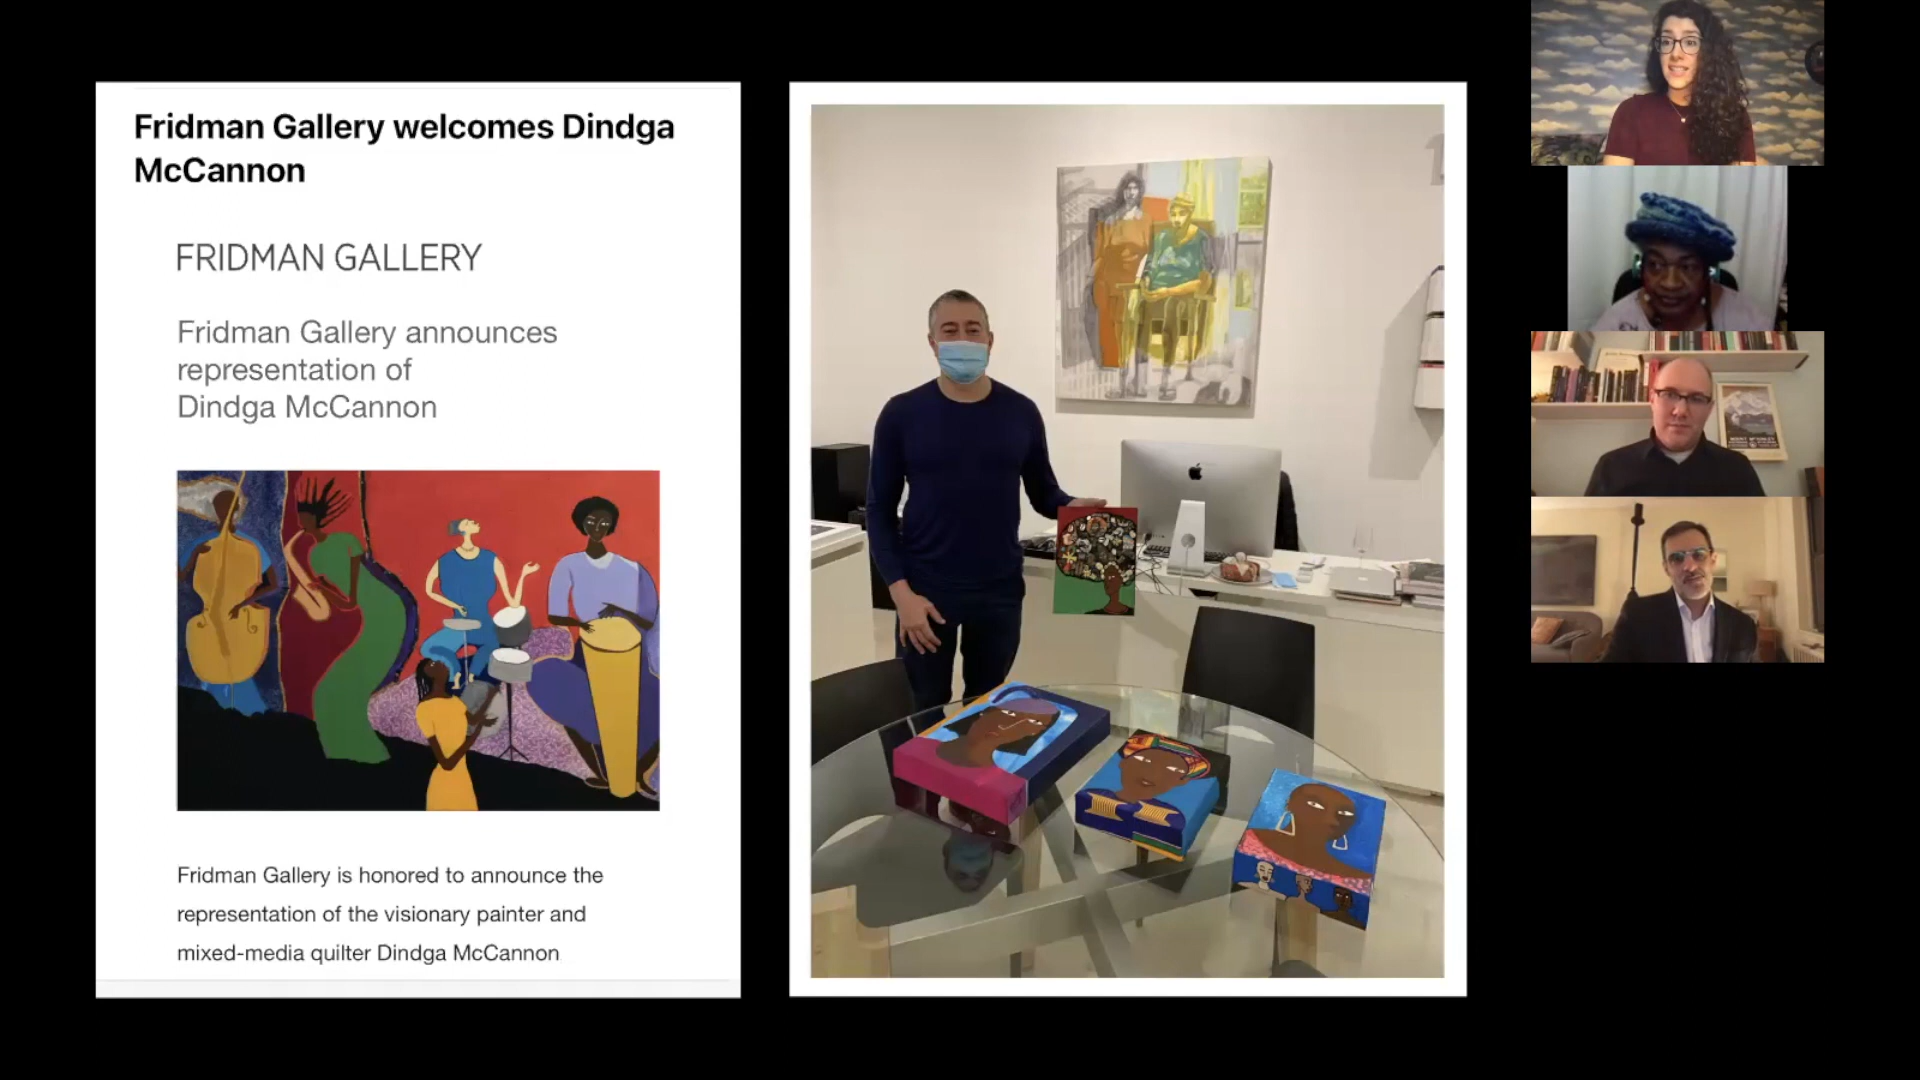 Fridman Gallery welcomes Dindga
McCannon
FRIDMAN GALLERY
Fridman Gallery announces
representation of
Dindga McCannon
Fridman Gallery is honored to announce the
representation of the visionary painter and
mixed-media quilter Dindga McCannon